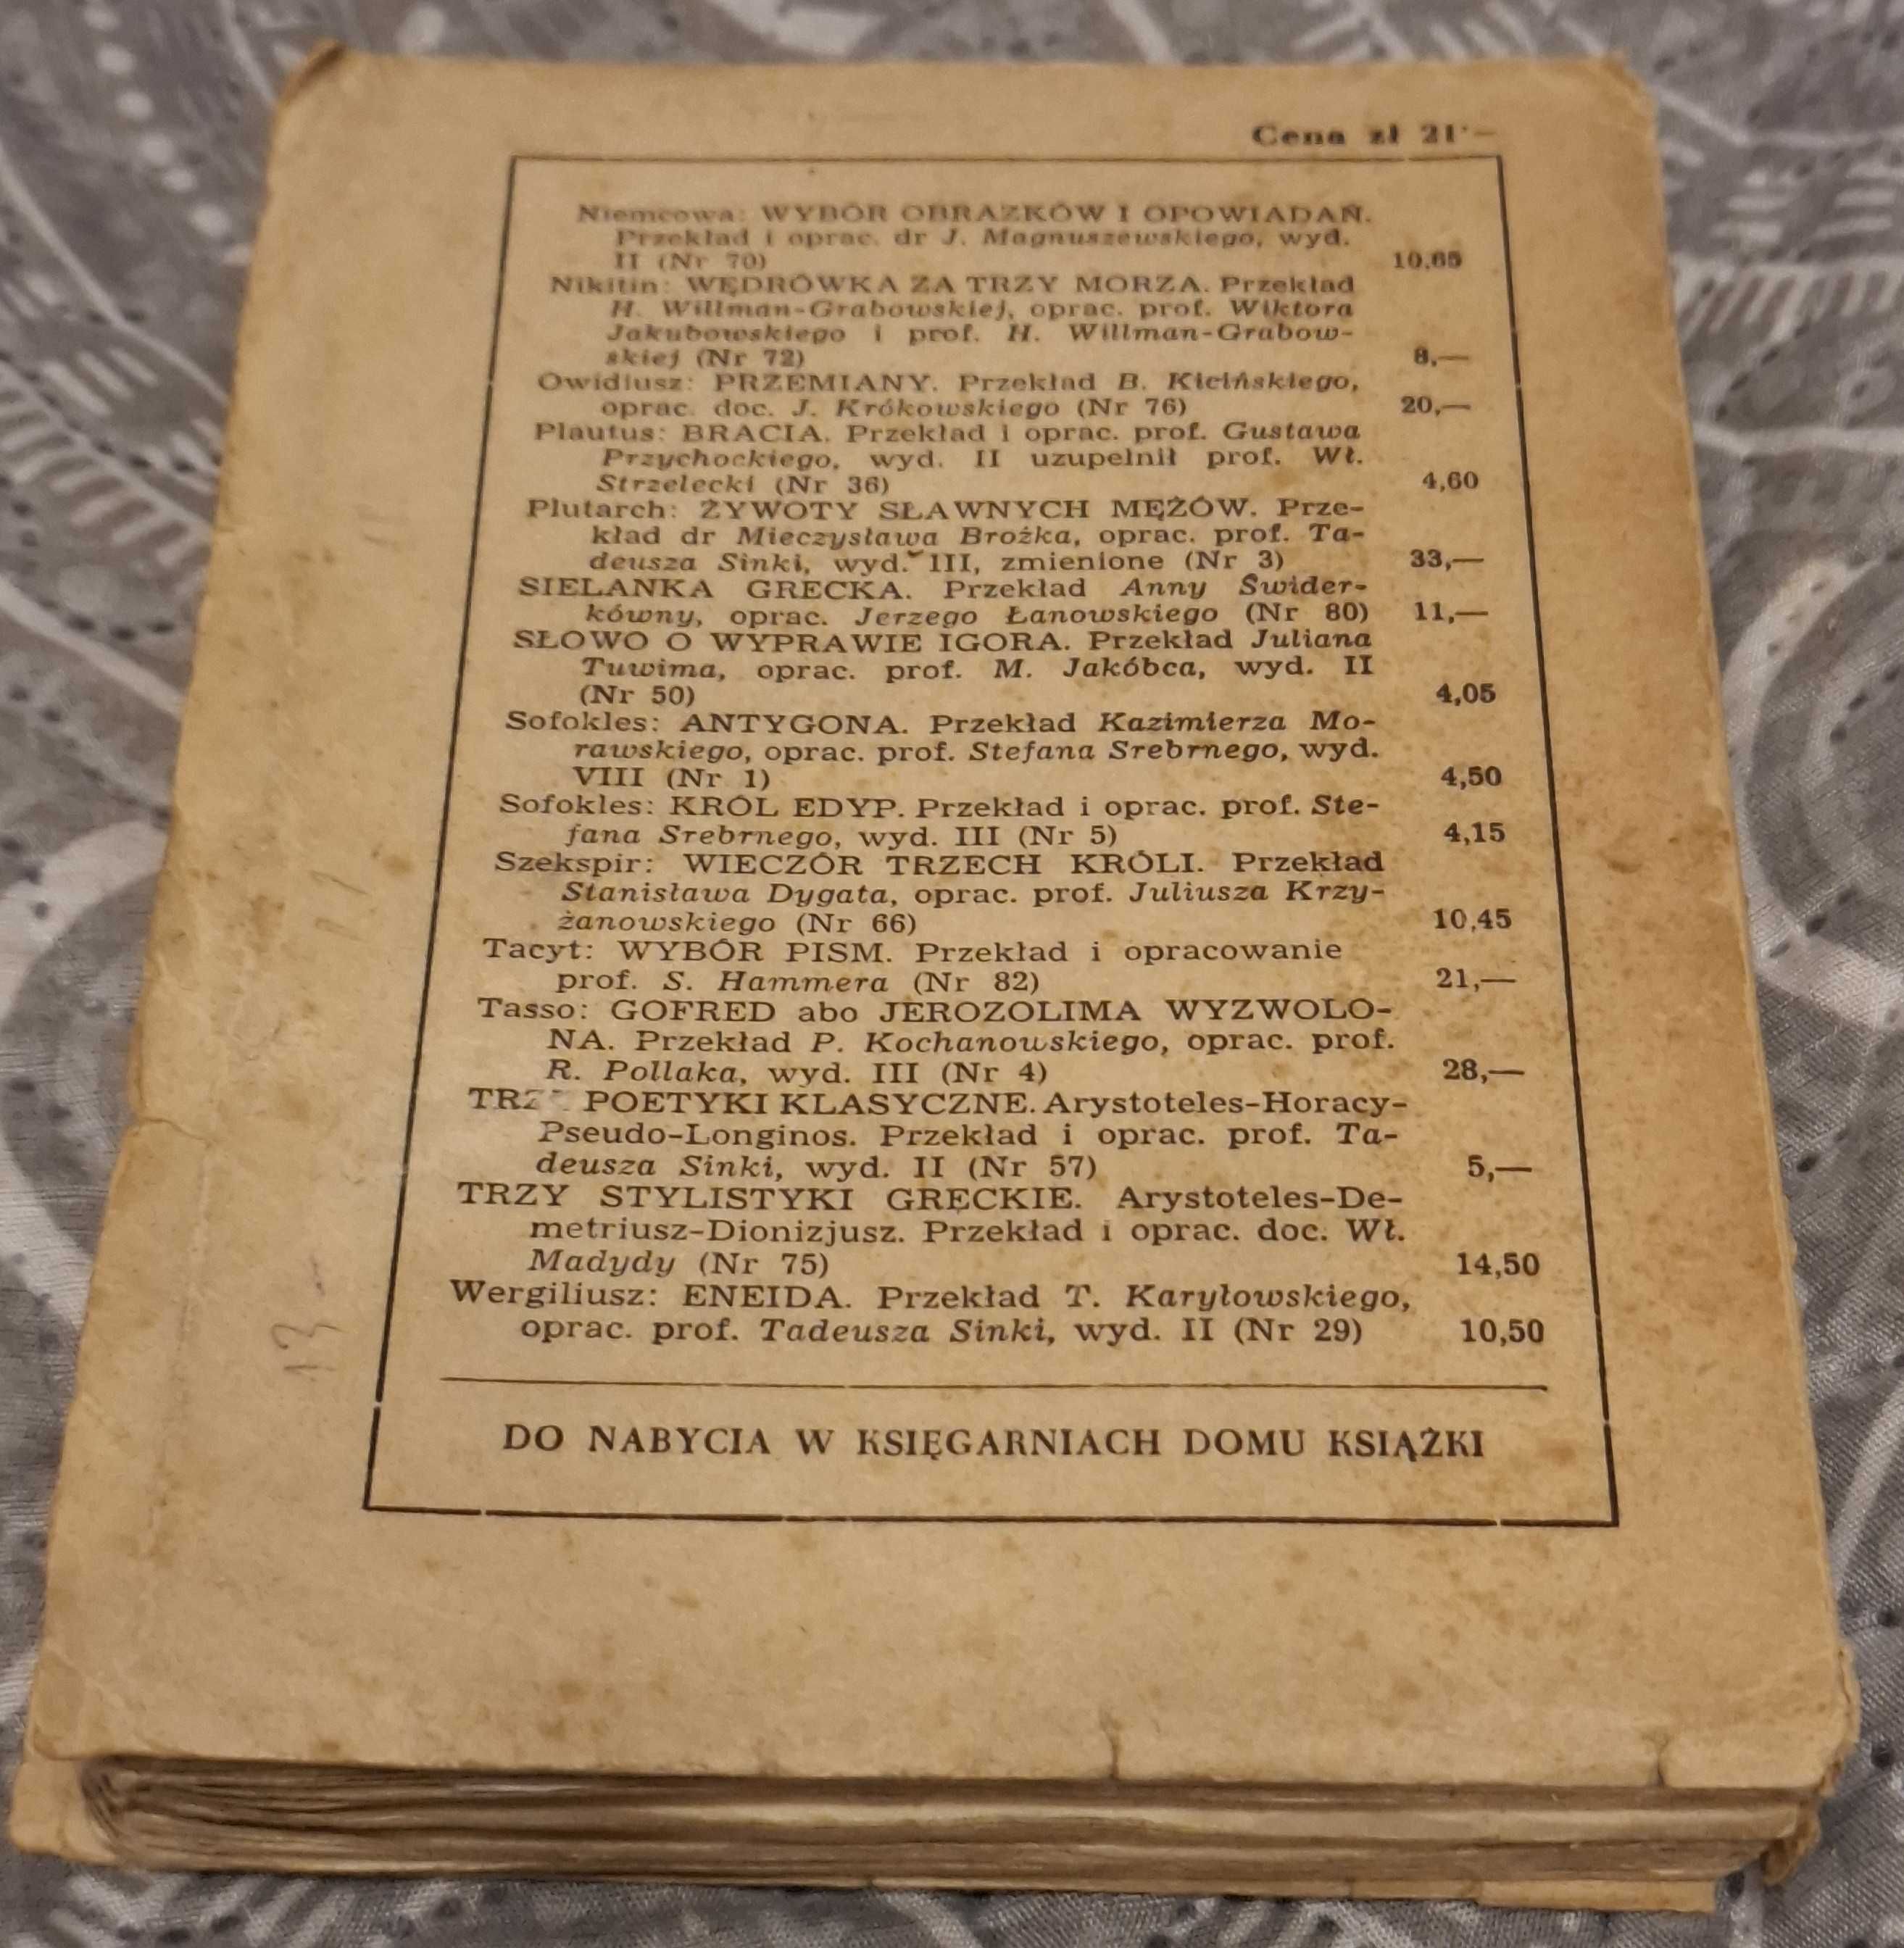 Cena zł 21·—
Niemcowa: WYBÓR OBRAZKÓW I OPOWIADAŃ.
Przekład i oprac. dr J. Magnuszewskiego, wyd.
II (Nr 70) 10,65
Nikitin: WĘDRÓWKA ZA TRZY MORZA. Przekład
H. Willman-Grabowskiej, oprac. prof. Wiktora
Jakubowskiego i prof. H. Willman-Grabow-
skiej (Nr 72) 8,—
Owidiusz: PRZEMIANY. Przekład B. Kicińskiego,
oprac. doc. J. Krókowskiego (Nr 76) 20,—
Plautus: BRACIA. Przekład i oprac. prof. Gustawa
Przychockiego, wyd. II uzupełnił prof. Wł.
Strzelecki (Nr 36) 4,60
Plutarch: ŻYWOTY SŁAWNYCH MĘŻÓW. Prze-
kład dr Mieczysława Brożka, oprac. prof. Ta-
deusza Sinki, wyd. III, zmienione (Nr 3) 33,—
SIELANKA GRECKA. Przekład Anny Świder-
kówny, oprac. Jerzego Łanowskiego (Nr 80) 11,—
SŁOWO O WYPRAWIE IGORA. Przekład Juliana
Tuwima, oprac. prof. M. Jakóbca, wyd. II
(Nr 50) 4,05
Sofokles: ANTYGONA. Przekład Kazimierza Mo-
rawskiego, oprac. prof. Stefana Srebrnego, wyd.
VIII (Nr 1) 4,50
Sofokles: KRÓL EDYP. Przekład i oprac. prof. Ste-
fana Srebrnego, wyd. III (Nr 5) 4,15
Szekspir: WIECZÓR TRZECH KRÓLI. Przekład
Stanisława Dygata, oprac. prof. Juliusza Krzy-
żanowskiego (Nr 66) 10,45
Tacyt: WYBÓR PISM. Przekład i opracowanie
prof. S. Hammera (Nr 82) 21,—
Tasso: GOFRED abo JEROZOLIMA WYZWOLO-
NA. Przekład P. Kochanowskiego, oprac. prof.
R. Pollaka, wyd. III (Nr 4) 28,—
TRZY POETYKI KLASYCZNE. Arystoteles-Horacy-
Pseudo-Longinos. Przekład i oprac. prof. Ta-
deusza Sinki, wyd. II (Nr 57) 5,—
TRZY STYLISTYKI GRECKIE. Arystoteles-De-
metriusz-Dionizjusz. Przekład i oprac. doc. Wł.
Madydy (Nr 75) 14,50
Wergiliusz: ENEIDA. Przekład T. Karyłowskiego,
oprac. prof. Tadeusza Sinki, wyd. II (Nr 29) 10,50
DO NABYCIA W KSIĘGARNIACH DOMU KSIĄŻKI